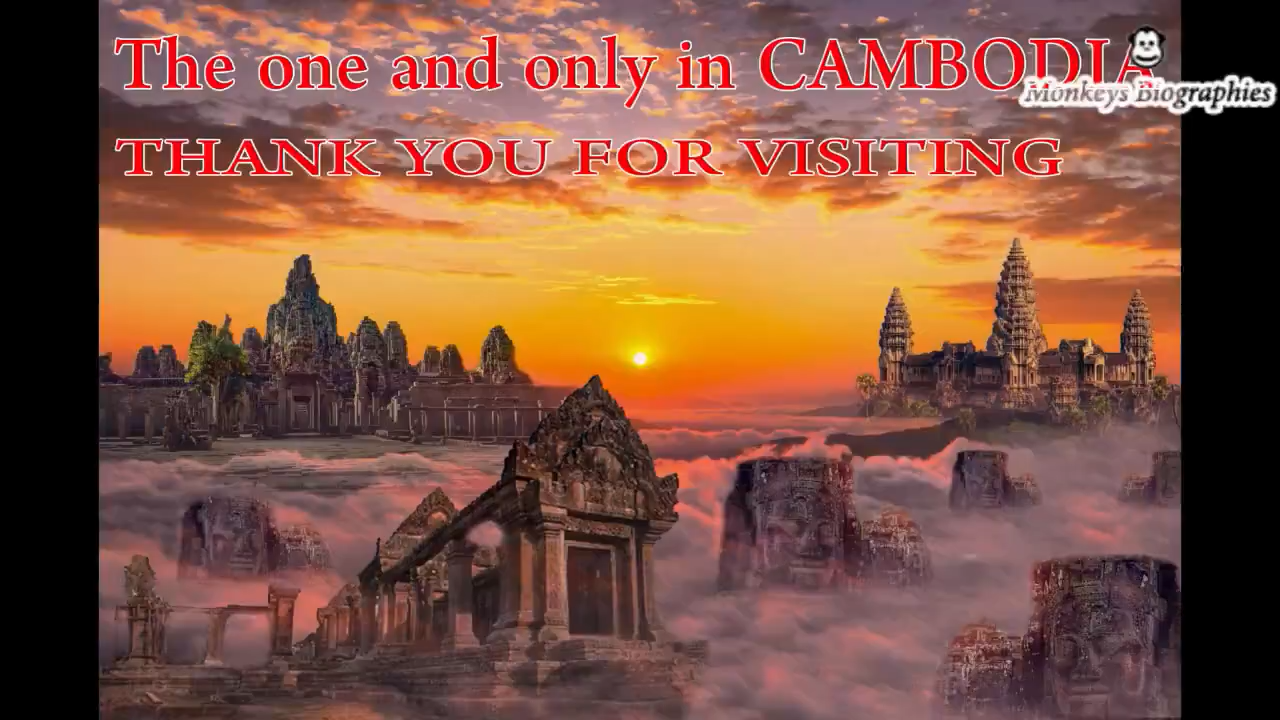 The one and only in CAMBODIA
Monkeys Biographies
THANK YOU FOR VISITING